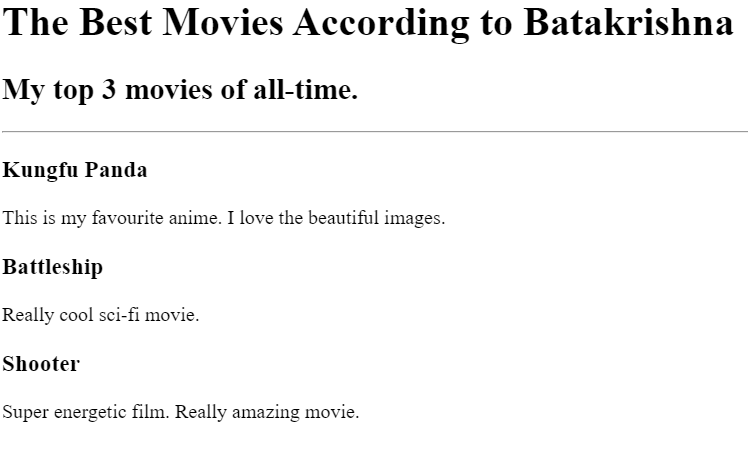 The Best Movies According to Batakrishna
My top 3 movies of all-time.
Kungfu Panda
This is my favourite anime. I love the beautiful images.
Battleship
Really cool sci-fi movie.
Shooter
Super energetic film. Really amazing movie.